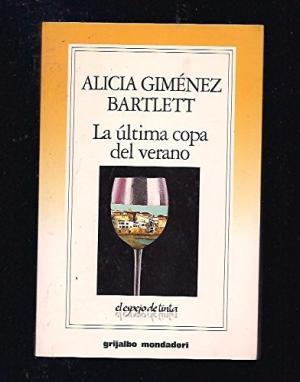 ALICIA GIMÉNEZ
BARTLETT
La última copa
del verano
el espejo de tinta
grijalbo mondadori